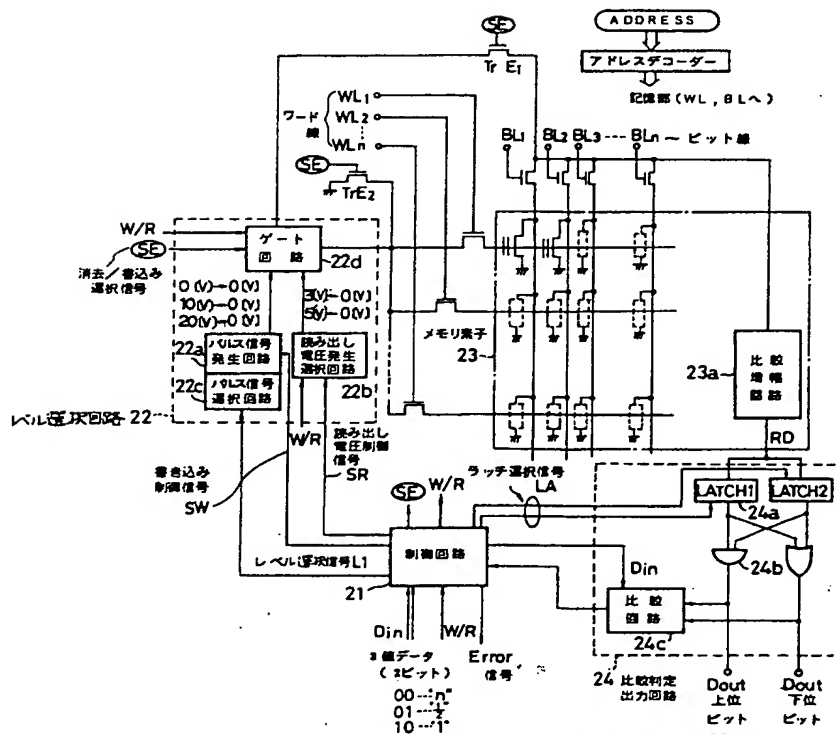 SE
ADDRESS
Tr E1
アドレスデコーダー
記憶部(WL,BLへ)
ワード線
WL1
WL2
WLn
BL1
BL2
BL3
BLn 〜 ビット線
SE
TrE2
W/R
SE
消去/書込み選択信号
ゲート回路
22d
0(V)→0(V)
10(V)→0(V)
20(V)→0(V)
3(V)→0(V)
5(V)→0(V)
22a
パルス信号発生回路
22c
パルス信号選択回路
読み出し電圧発生選択回路
22b
レベル選択回路 22
メモリ素子
23
23a
比較増幅回路
RD
W/R
読み出し電圧制御信号
SR
書き込み制御信号
SW
SE
W/R
ラッチ選択信号
LA
LATCH1
LATCH2
24a
24b
レベル選択信号L1
制御回路
21
Din
比較回路
24c
Din
W/R
Error信号
3値データ
(2ビット)
00---"n"
01---"1/2"
10---"1"
24 比較判定出力回路
Dout
上位ビット
Dout
下位ビット